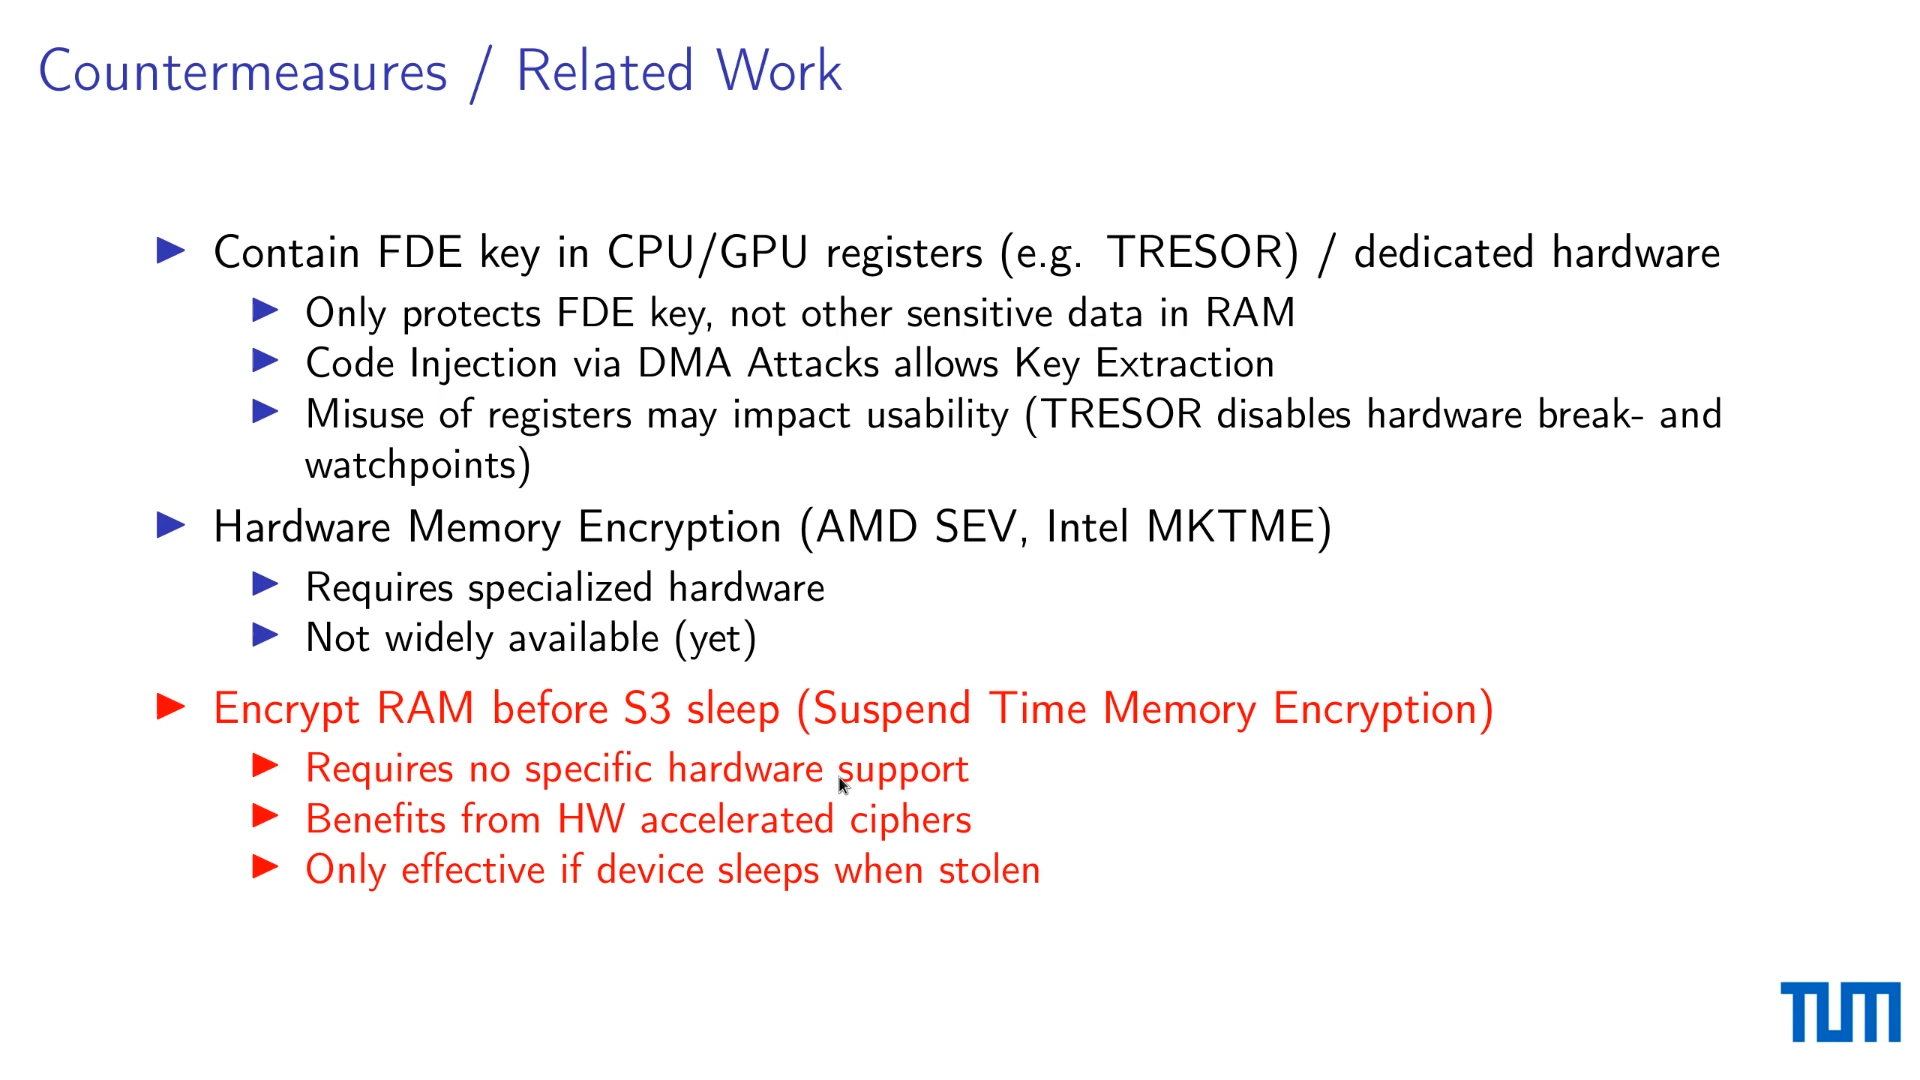 Countermeasures / Related Work
Contain FDE key in CPU/GPU registers (e.g. TRESOR) / dedicated hardware
Only protects FDE key, not other sensitive data in RAM
Code Injection via DMA Attacks allows Key Extraction
Misuse of registers may impact usability (TRESOR disables hardware break- and
watchpoints)
Hardware Memory Encryption (AMD SEV, Intel MKTME)
Requires specialized hardware
Not widely available (yet)
Encrypt RAM before S3 sleep (Suspend Time Memory Encryption)
Requires no specific hardware support
Benefits from HW accelerated ciphers
Only effective if device sleeps when stolen
TUM